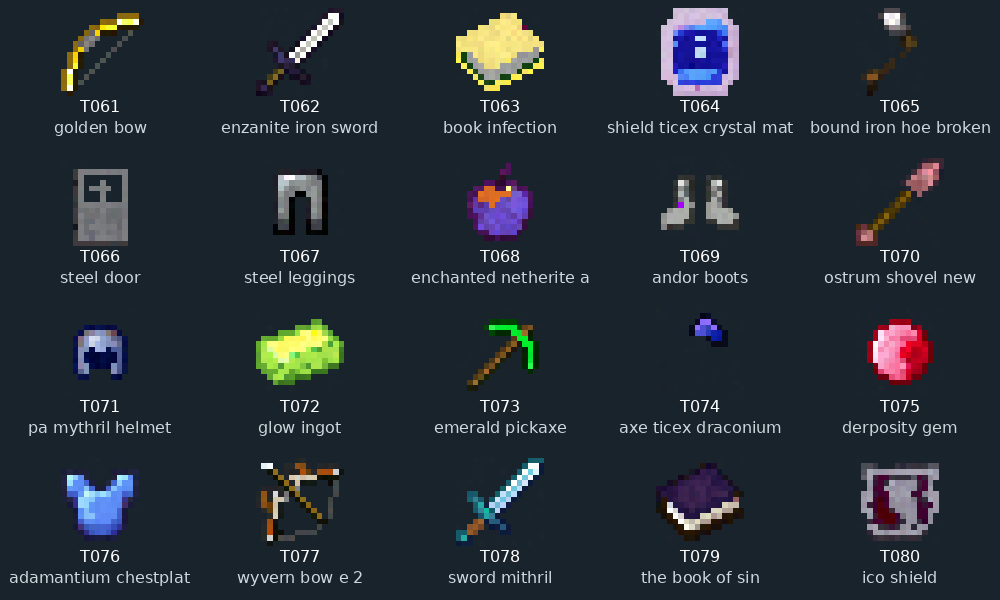 T061 T062 T063 T064 T065
golden bow enzanite iron sword book infection shield ticex crystal mat bound iron hoe broken
T066 T067 T068 T069 T070
steel door steel leggings enchanted netherite a andor boots ostrum shovel new
T071 T072 T073 T074 T075
pa mythril helmet glow ingot emerald pickaxe axe ticex draconium derposity gem
T076 T077 T078 T079 T080
adamantium chestplat wyvern bow e 2 sword mithril the book of sin ico shield